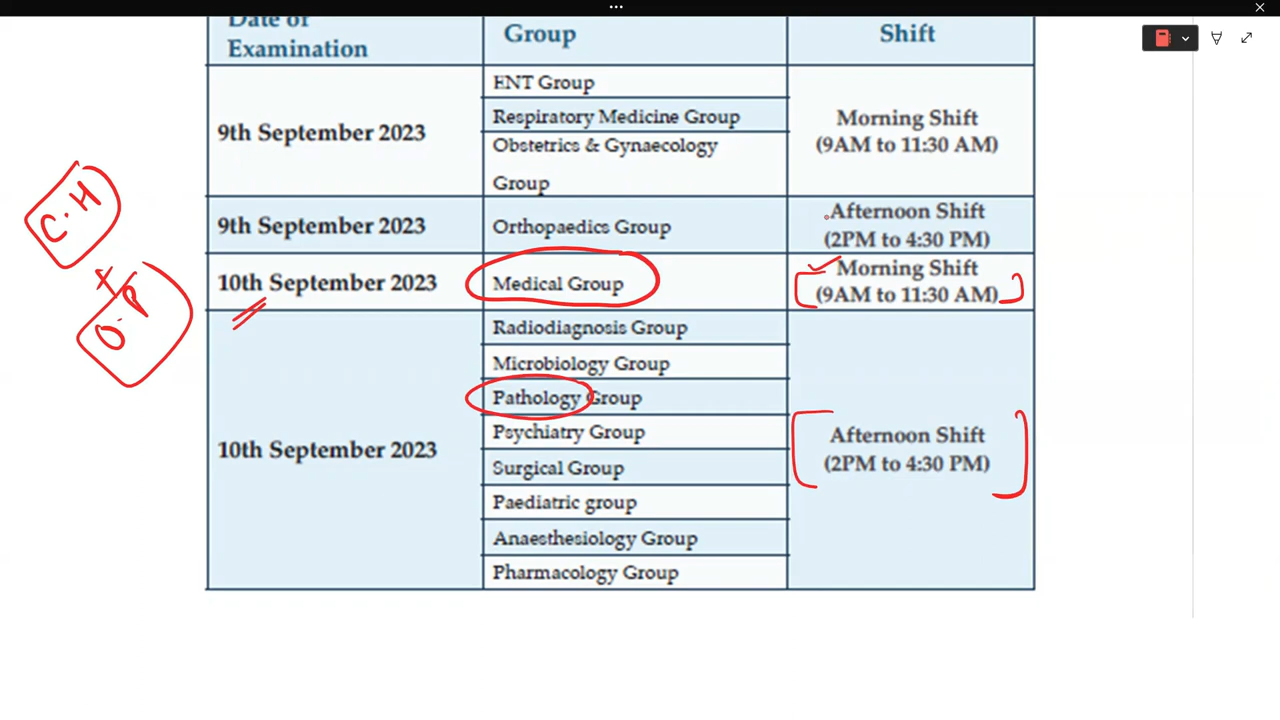 Date of
Examination
Group
Shift
9th September 2023
ENT Group
Respiratory Medicine Group
Obstetrics & Gynaecology
Group
Morning Shift
(9AM to 11:30 AM)
9th September 2023
Orthopaedics Group
Afternoon Shift
(2PM to 4:30 PM)
10th September 2023
Medical Group
Morning Shift
(9AM to 11:30 AM)
10th September 2023
Radiodiagnosis Group
Microbiology Group
Pathology Group
Psychiatry Group
Surgical Group
Paediatric group
Anaesthesiology Group
Pharmacology Group
Afternoon Shift
(2PM to 4:30 PM)
C.H
+
O.P